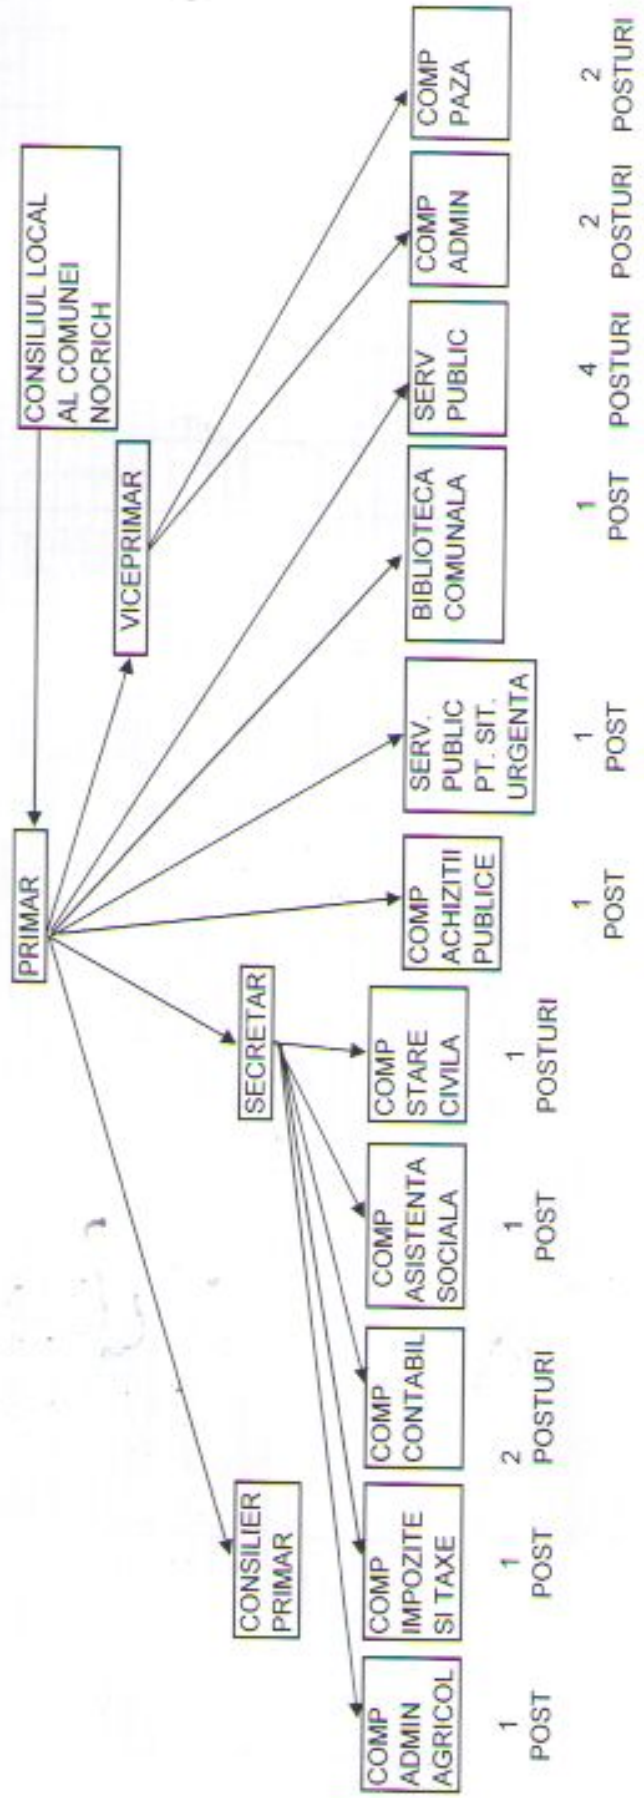 CONSILIUL LOCAL
AL COMUNEI
NOCRICH
PRIMAR
VICEPRIMAR
CONSILIER
PRIMAR
SECRETAR
COMP
ADMIN
AGRICOL
COMP
IMPOZITE
SI TAXE
COMP
CONTABIL
COMP
ASISTENTA
SOCIALA
COMP
STARE
CIVILA
COMP
ACHIZITII
PUBLICE
SERV.
PUBLIC
PT. SIT.
URGENTA
BIBLIOTECA
COMUNALA
SERV
PUBLIC
COMP
ADMIN
COMP
PAZA
1
POST
1
POST
2
POSTURI
1
POST
1
POSTURI
1
POST
1
POST
1
POST
4
POSTURI
2
POSTURI
2
POSTURI